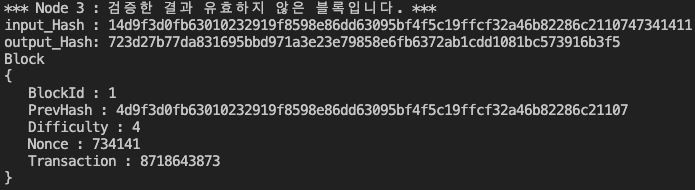 *** Node 3 : 검증한 결과 유효하지 않은 블록입니다. ***
input_Hash : 14d9f3d0fb63010232919f8598e86dd63095bf4f5c19ffcf32a46b82286c2110747341411
output_Hash: 723d27b77da831695bbd971a3e23e79858e6fb6372ab1cdd1081bc573916b3f5
Block
{
BlockId : 1
PrevHash : 4d9f3d0fb63010232919f8598e86dd63095bf4f5c19ffcf32a46b82286c21107
Difficulty : 4
Nonce : 734141
Transaction : 8718643873
}